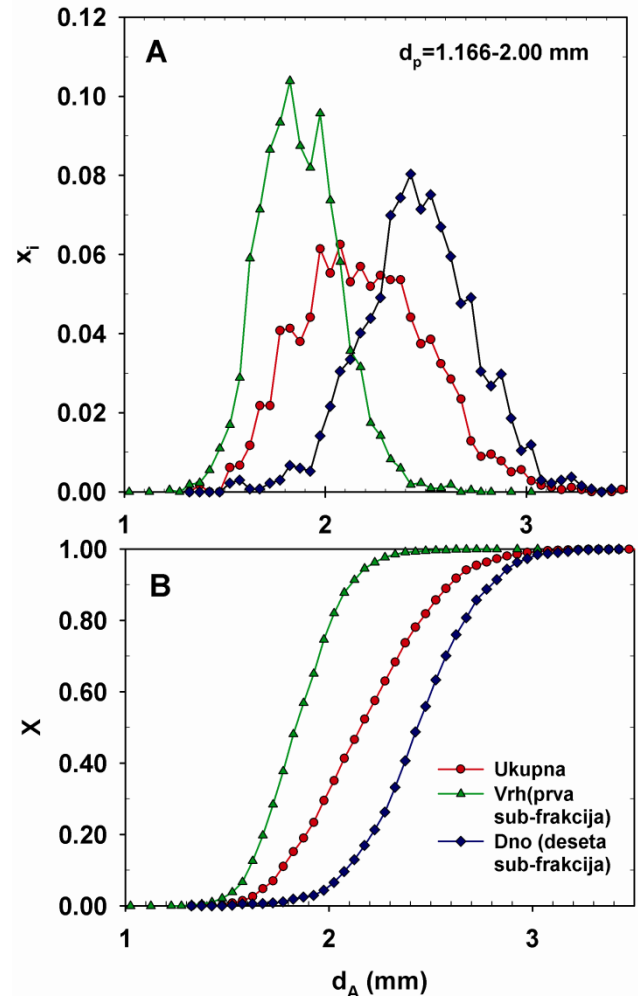 0.12
A
dp=1.166-2.00 mm
0.10
0.08
xi
0.06
0.04
0.02
0.00
1
2
3
1.00
B
0.80
0.60
X
0.40
Ukupna
Vrh(prva
sub-frakcija)
0.20
Dno (deseta
sub-frakcija)
0.00
1
2
3
dA (mm)